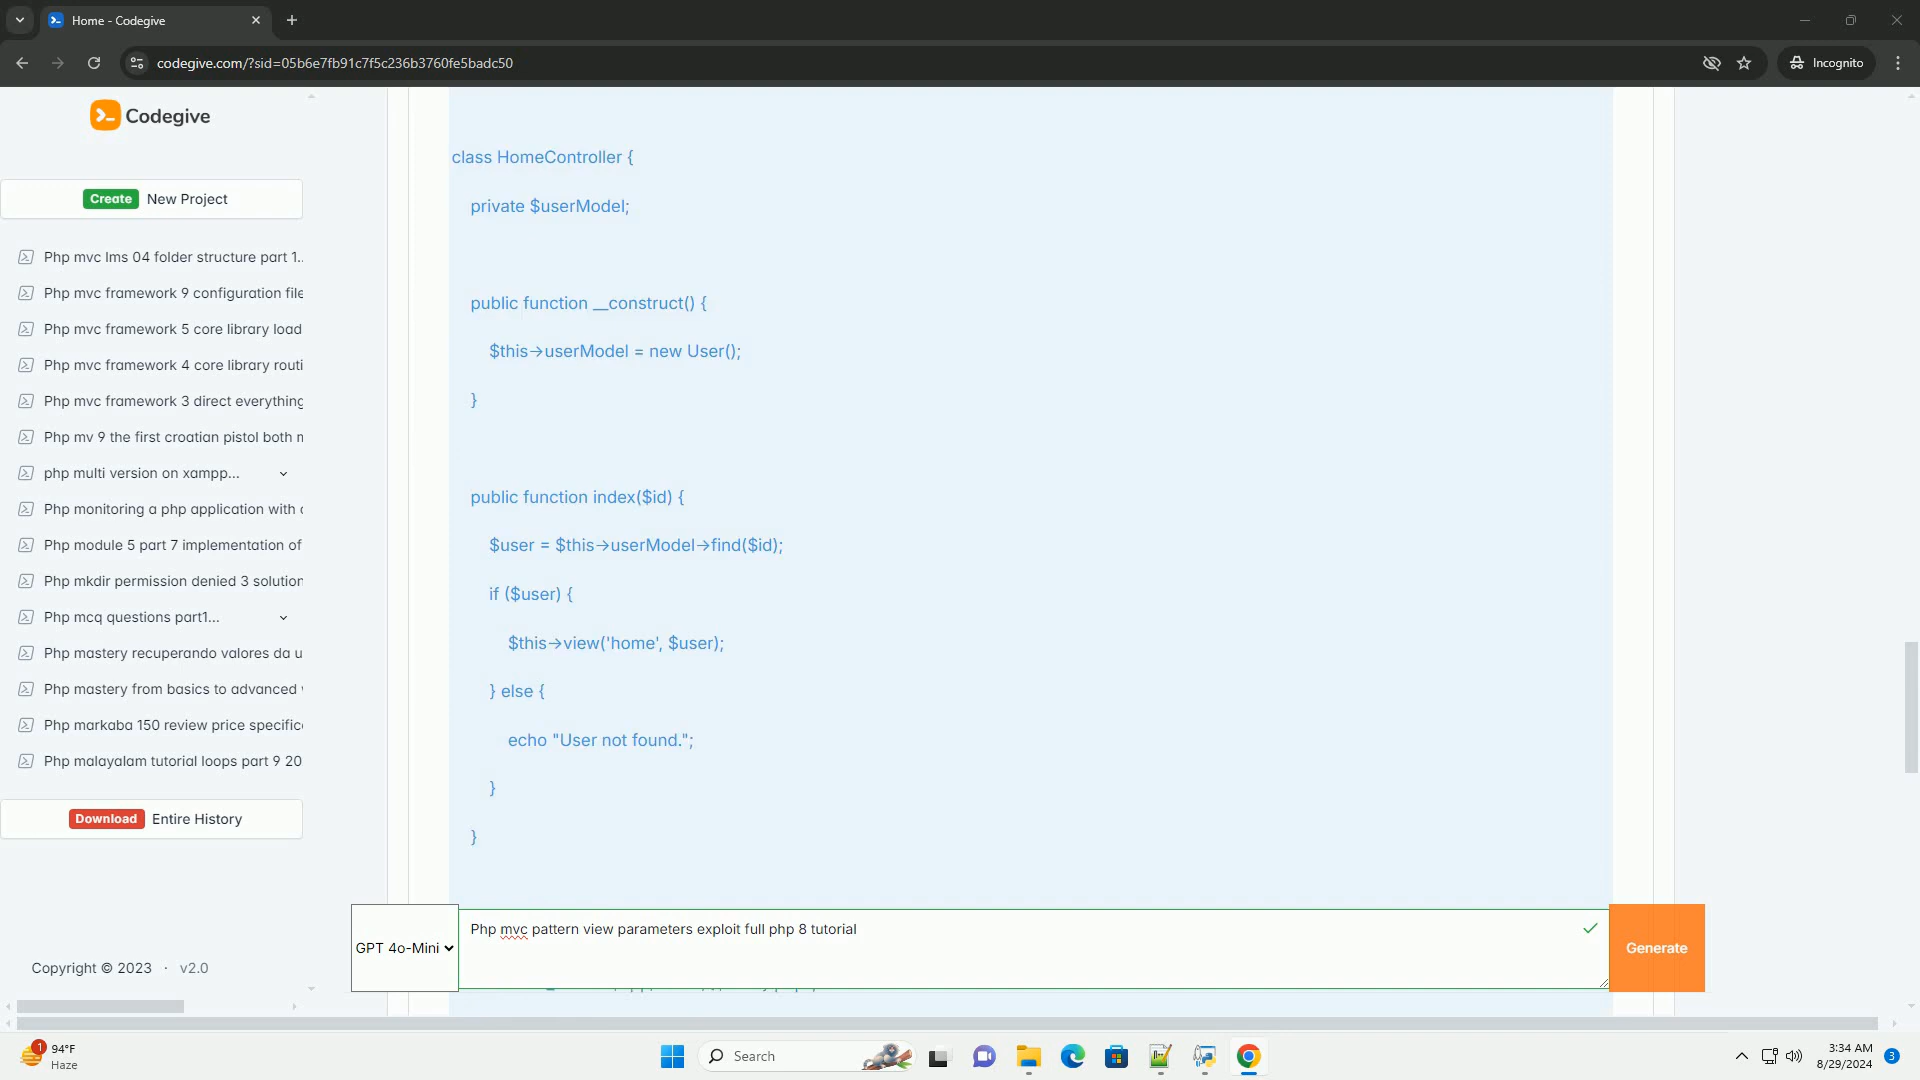 Home - Codegive
codegive.com/?sid=05b6e7fb91c7f5c236b3760fe5badc50
Incognito
Codegive
Create New Project
Php mvc lms 04 folder structure part 1..
Php mvc framework 9 configuration file
Php mvc framework 5 core library load
Php mvc framework 4 core library routi
Php mvc framework 3 direct everything
Php mv 9 the first croatian pistol both m
php multi version on xampp...
Php monitoring a php application with
Php module 5 part 7 implementation of
Php mkdir permission denied 3 solution
Php mcq questions part1...
Php mastery recuperando valores da u
Php mastery from basics to advanced
Php markaba 150 review price specific
Php malayalam tutorial loops part 9 20
Download Entire History
Copyright © 2023 · v2.0
class HomeController {
private $userModel;
public function __construct() {
$this->userModel = new User();
}
public function index($id) {
$user = $this->userModel->find($id);
if ($user) {
$this->view('home', $user);
} else {
echo "User not found.";
}
}
GPT 4o-Mini
Php mvc pattern view parameters exploit full php 8 tutorial
Generate
1
94°F
Haze
Search
3:34 AM
8/29/2024
3